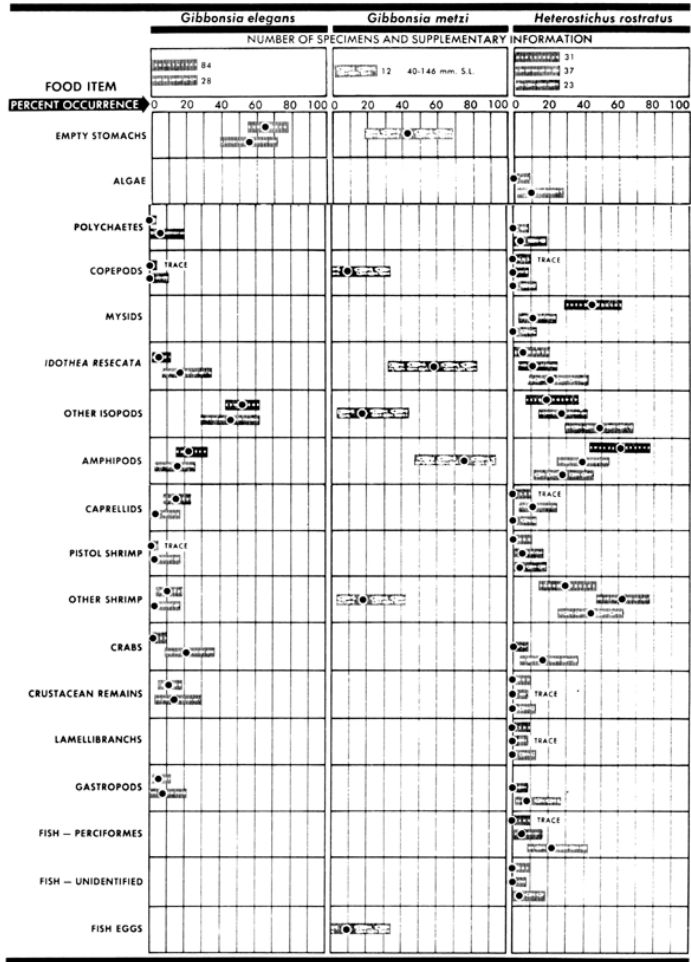 Gibbonsia elegans Gibbonsia metzi Heterostichus rostratus
NUMBER OF SPECIMENS AND SUPPLEMENTARY INFORMATION
84
28
12 40-146 mm. S.L.
31
37
23
FOOD ITEM
PERCENT OCCURRENCE
0 20 40 60 80 100 0 20 40 60 80 100 0 20 40 60 80 100
EMPTY STOMACHS
ALGAE
POLYCHAETES
COPEPODS TRACE TRACE
MYSIDS
IDOTHEA RESECATA
OTHER ISOPODS
AMPHIPODS
CAPRELLIDS TRACE
PISTOL SHRIMP TRACE
OTHER SHRIMP
CRABS
CRUSTACEAN REMAINS TRACE
LAMELLIBRANCHS TRACE
GASTROPODS
FISH — PERCIFORMES TRACE
FISH — UNIDENTIFIED
FISH EGGS